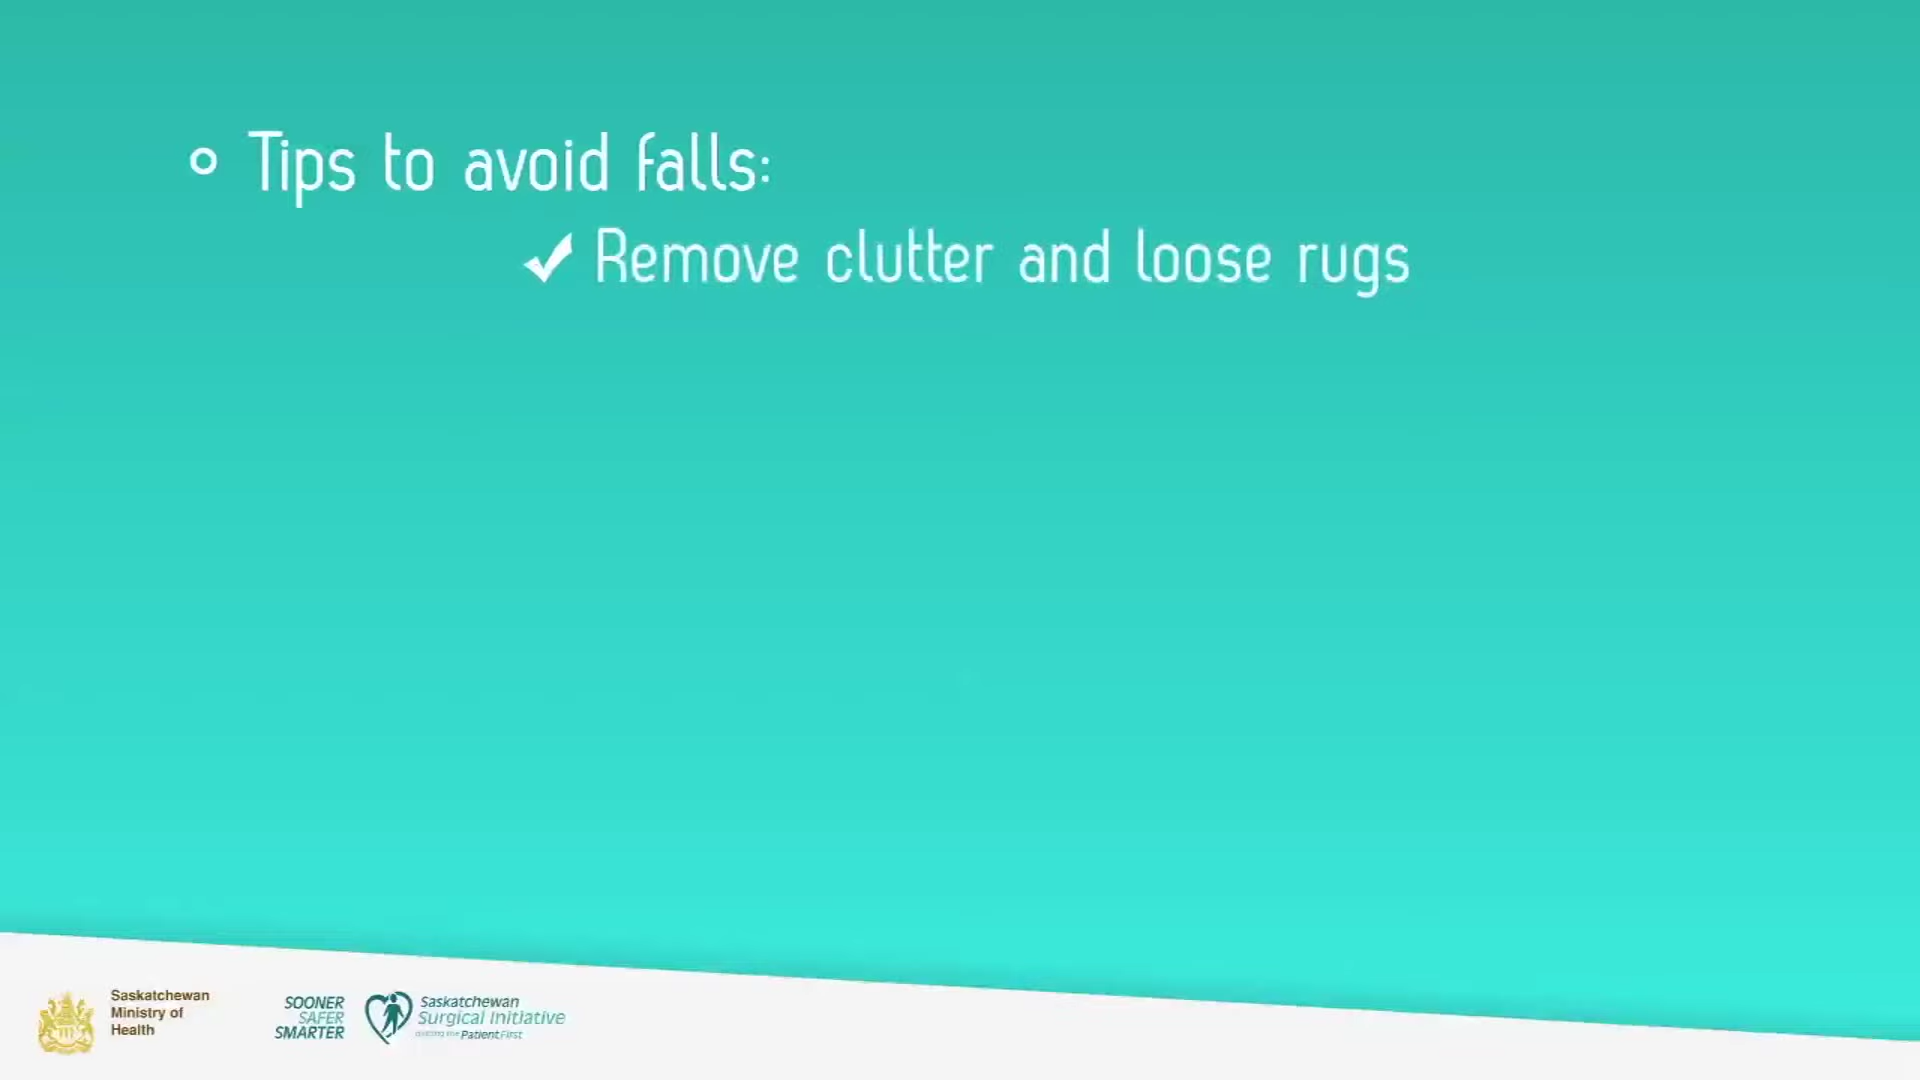 Tips to avoid falls:
Remove clutter and loose rugs
Saskatchewan
Ministry of
Health
SOONER
SAFER
SMARTER
Saskatchewan
Surgical Initiative
putting the Patient First